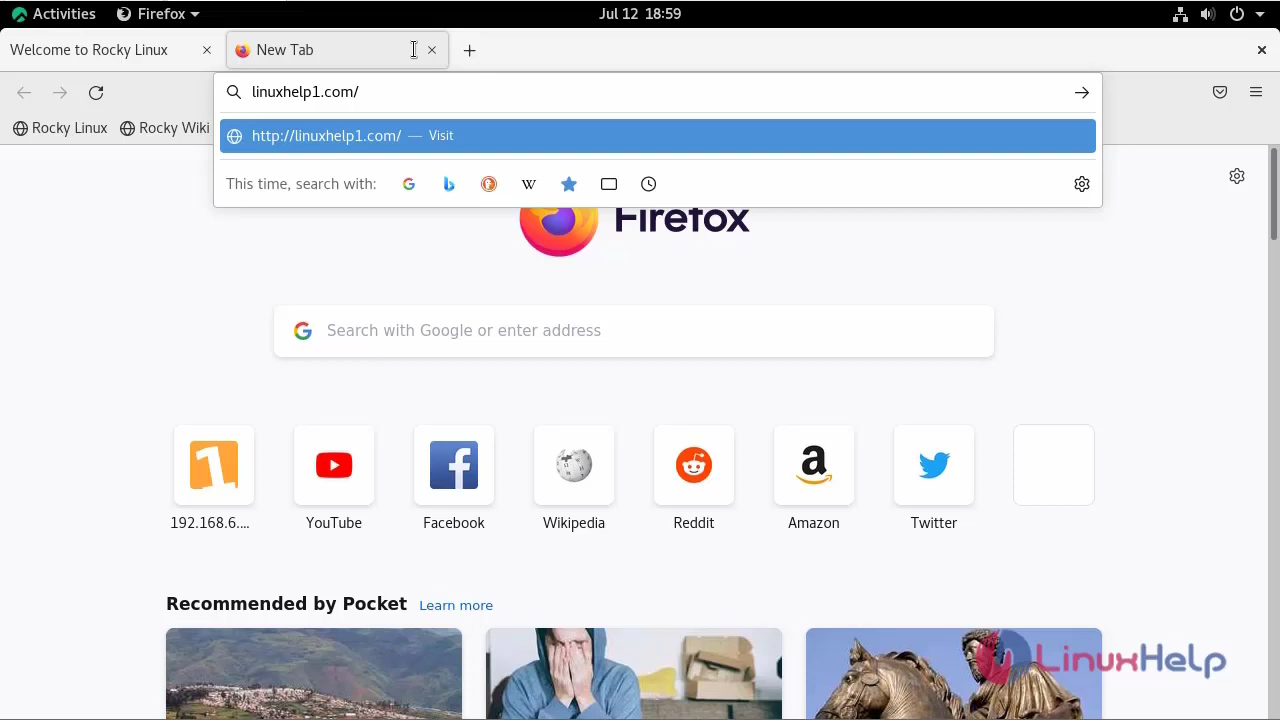 Activities Firefox Jul 12 18:59
Welcome to Rocky Linux New Tab
linuxhelp1.com/
Rocky Linux Rocky Wiki http://linuxhelp1.com/ — Visit
This time, search with:
Firefox
Search with Google or enter address
192.168.6.... YouTube Facebook Wikipedia Reddit Amazon Twitter
Recommended by Pocket Learn more
LinuxHelp